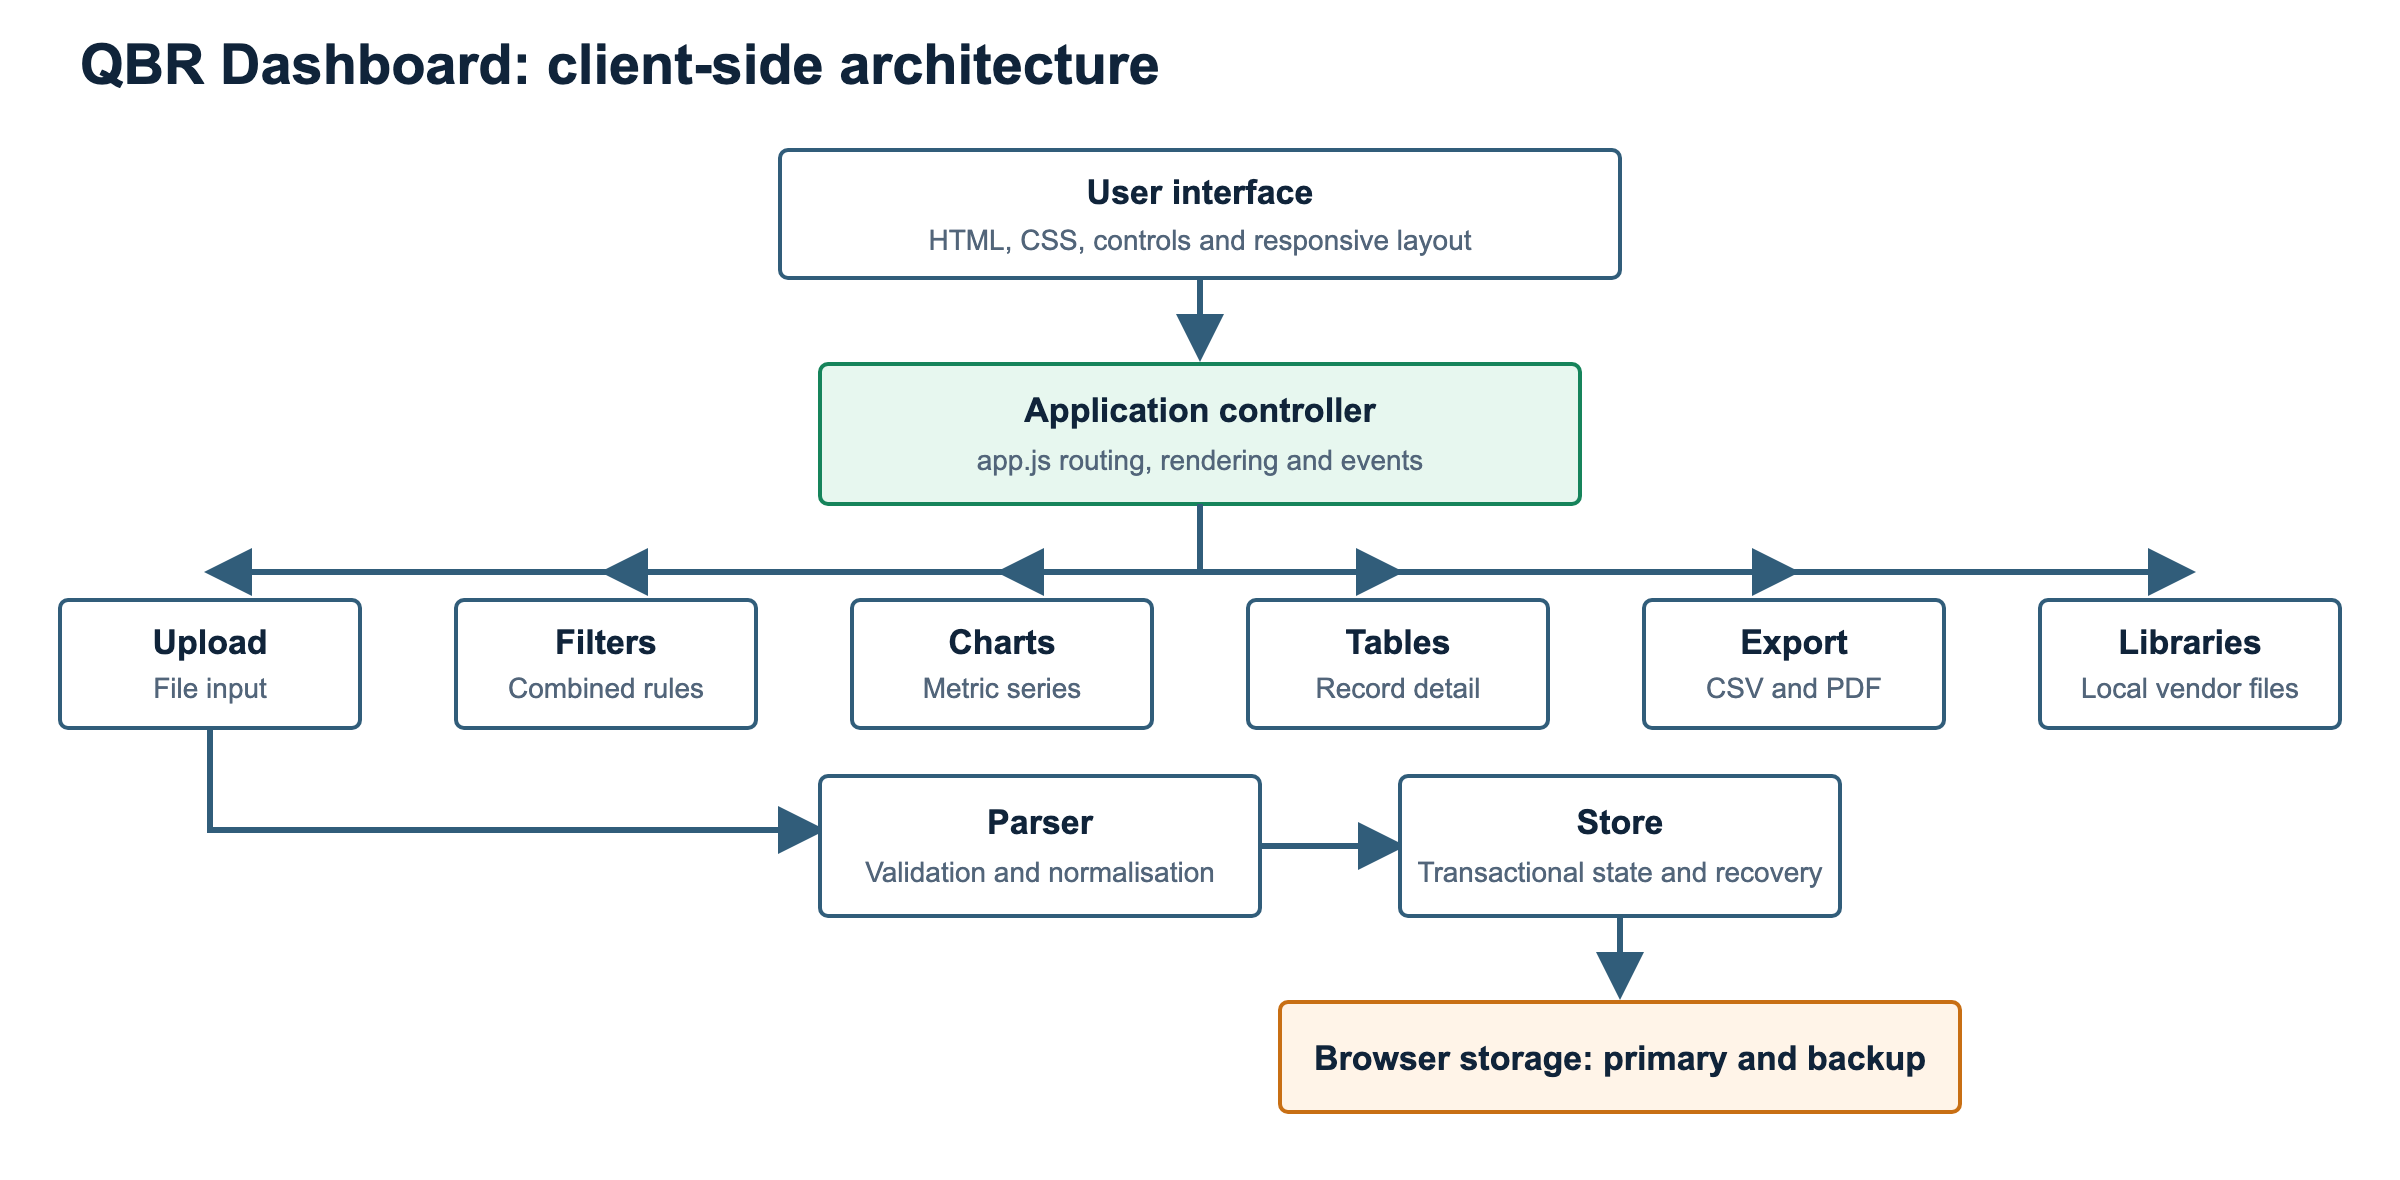 QBR Dashboard: client-side architecture
User interface
HTML, CSS, controls and responsive layout
Application controller
app.js routing, rendering and events
Upload
File input
Filters
Combined rules
Charts
Metric series
Tables
Record detail
Export
CSV and PDF
Libraries
Local vendor files
Parser
Validation and normalisation
Store
Transactional state and recovery
Browser storage: primary and backup